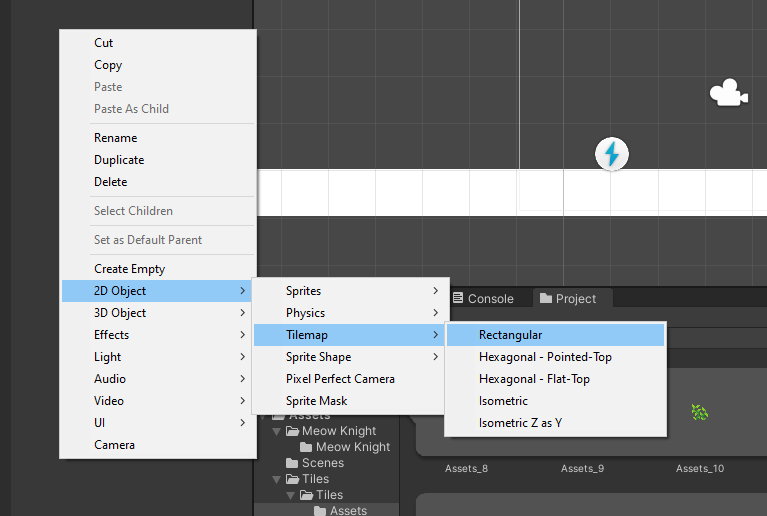 Cut
Copy
Paste
Paste As Child
Rename
Duplicate
Delete
Select Children
Set as Default Parent
Create Empty
2D Object
3D Object
Effects
Light
Audio
Video
UI
Camera
Sprites
Physics
Tilemap
Sprite Shape
Pixel Perfect Camera
Sprite Mask
Rectangular
Hexagonal - Pointed-Top
Hexagonal - Flat-Top
Isometric
Isometric Z as Y
Console
Project
Assets
Meow Knight
Meow Knight
Scenes
Tiles
Tiles
Assets
Assets_8
Assets_9
Assets_10